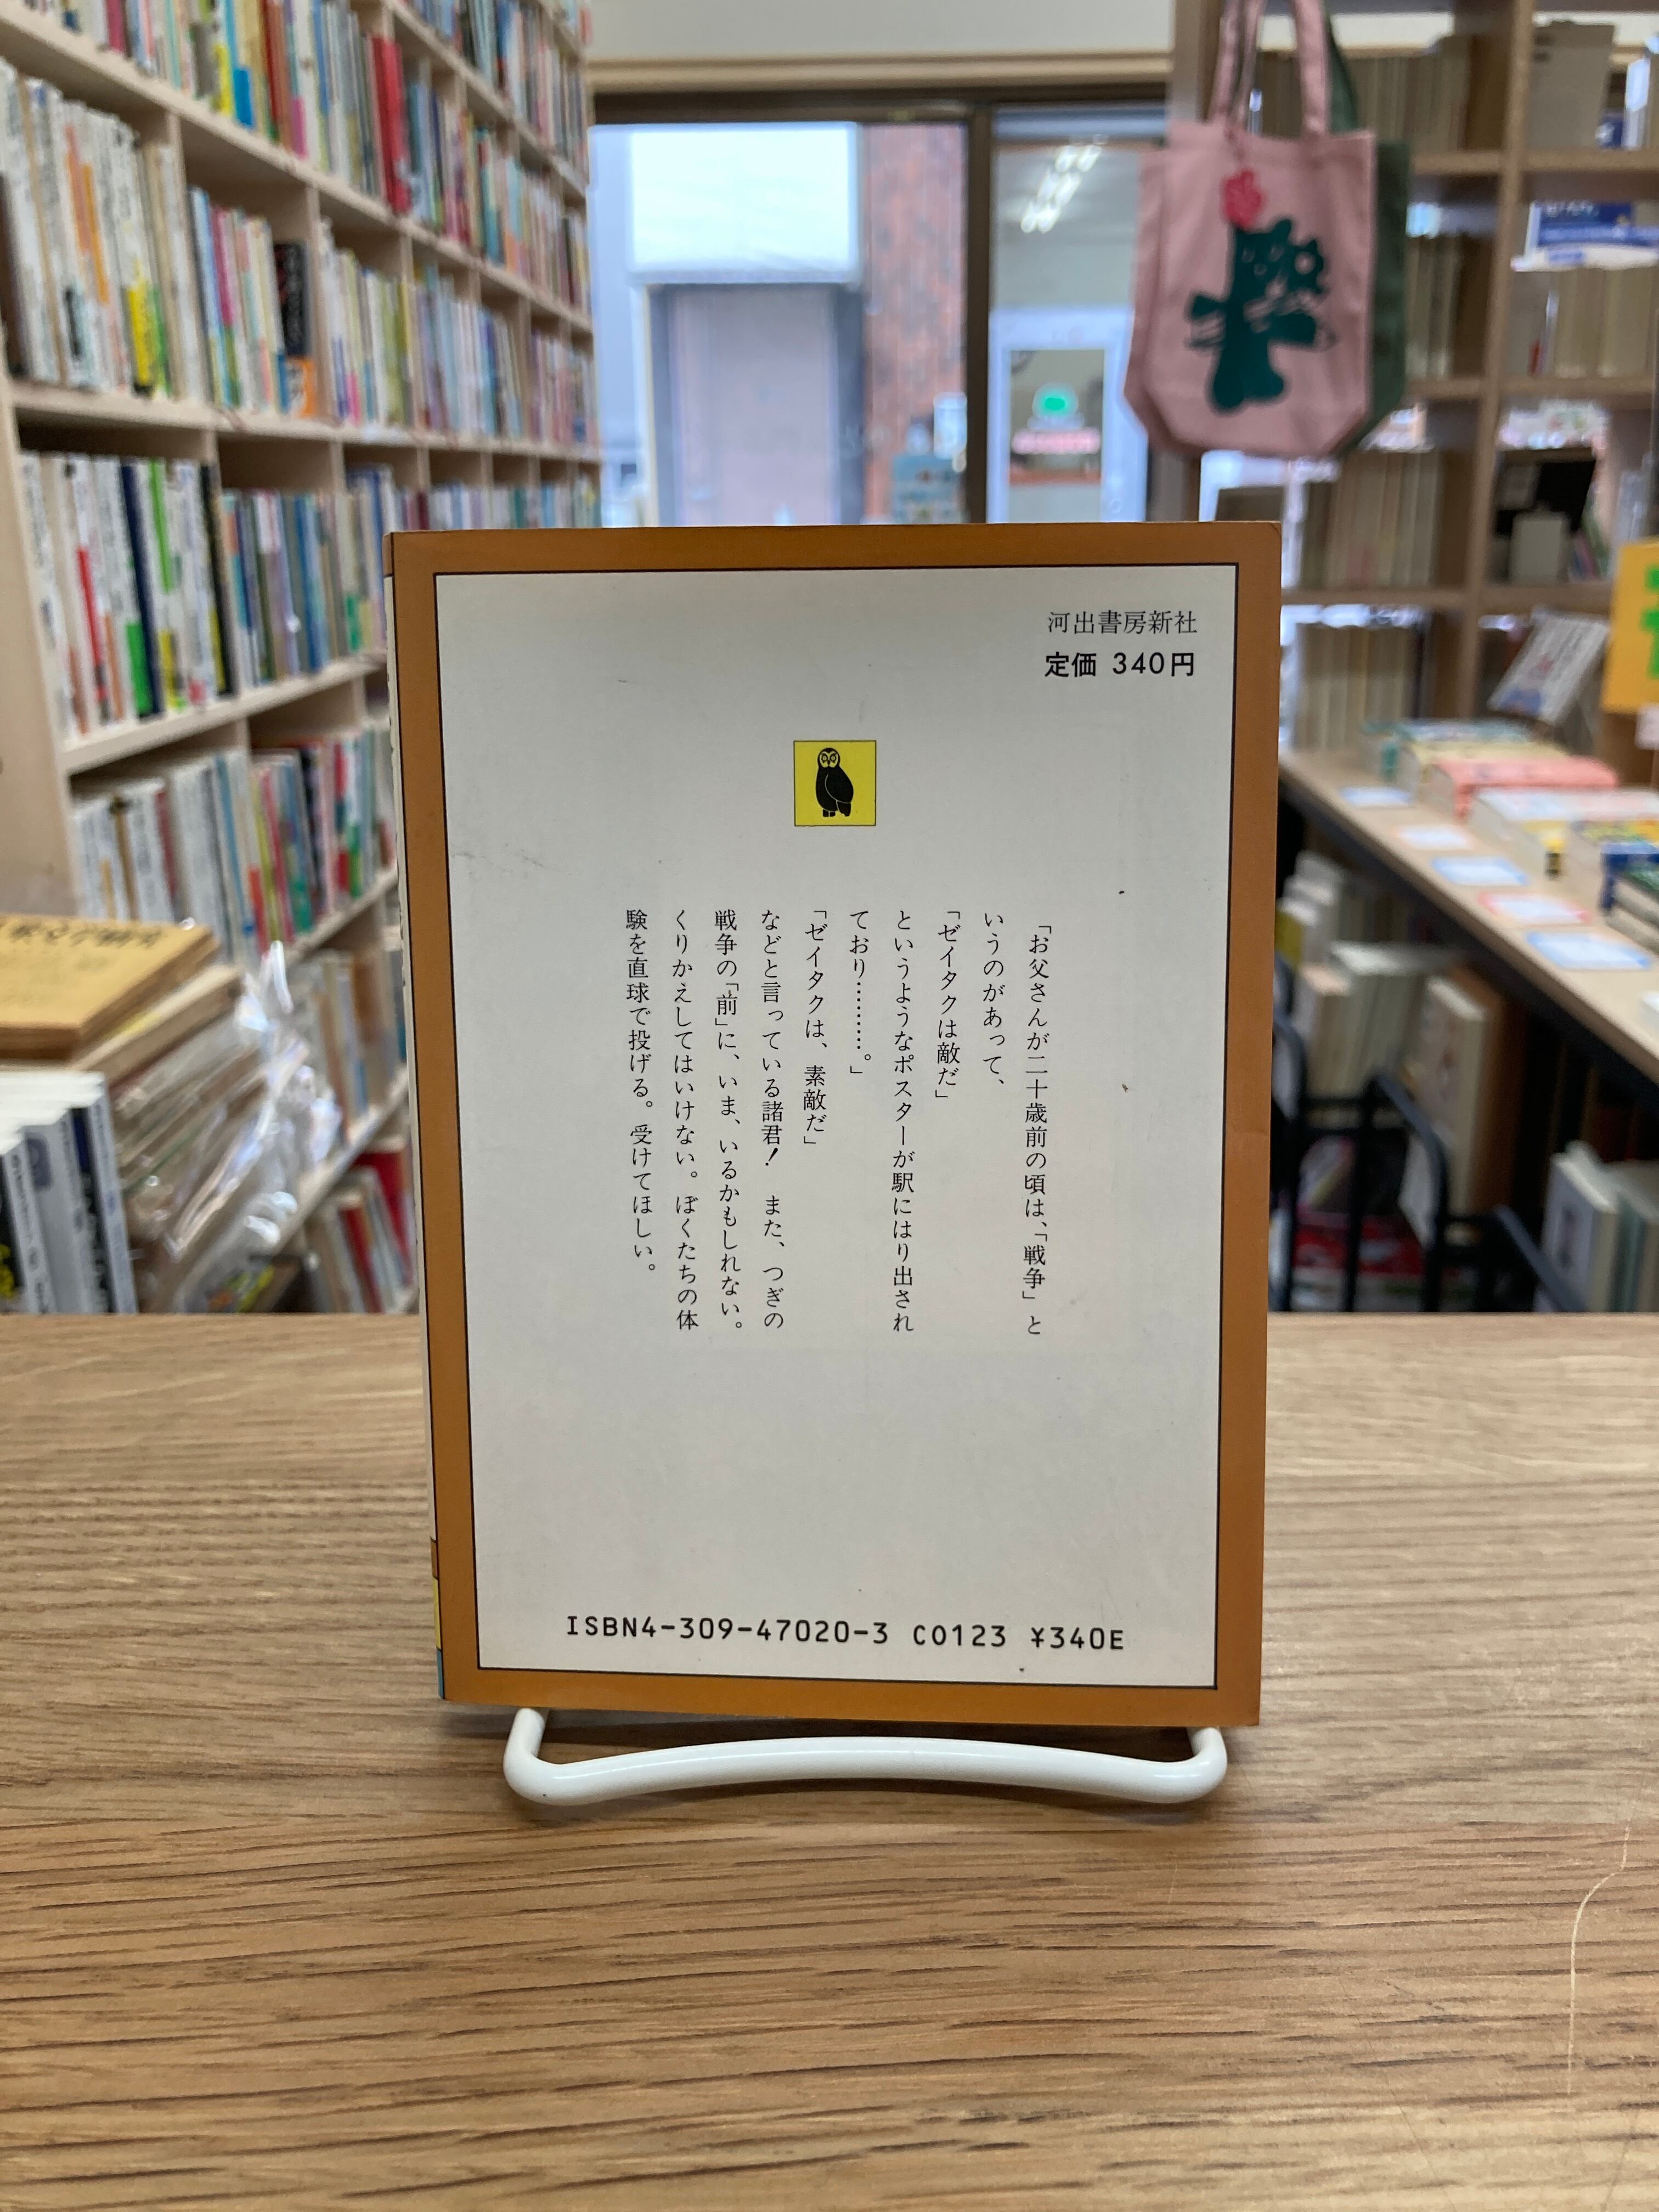 河出書房新社
定価 340円
「お父さんが二十歳前の頃は、「戦争」と
いうのがあって、
「ゼイタクは敵だ」
というようなポスターが駅にはり出され
ており…………。」
「ゼイタクは、素敵だ」
などと言っている諸君! また、つぎの
戦争の「前」に、いま、いるかもしれない。
くりかえしてはいけない。ぼくたちの体
験を直球で投げる。受けてほしい。
ISBN4-309-47020-3 C0123 ¥340E